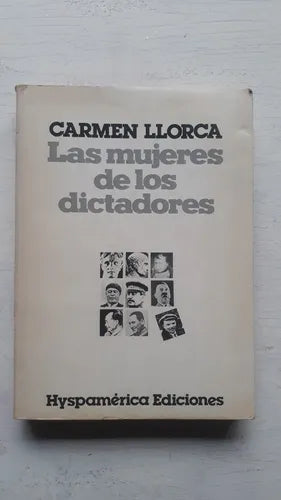 CARMEN LLORCA
Las mujeres
de los
dictadores
Hyspamérica Ediciones